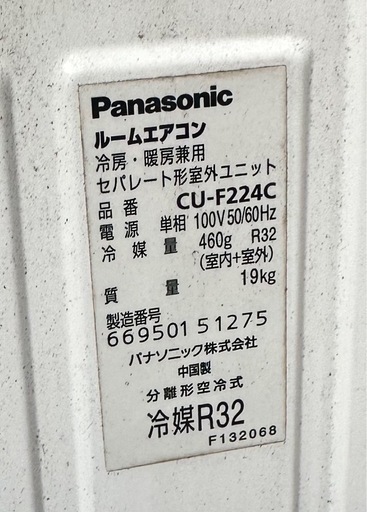 Panasonic
ルームエアコン
冷房・暖房兼用
セパレート形室外ユニット
品番 CU-F224C
電源 単相 100V 50/60Hz
冷媒量 460g R32
(室内+室外)
質量 19kg
製造番号
6695015 1275
パナソニック株式会社
中国製
分離形空冷式
冷媒R32
F132068